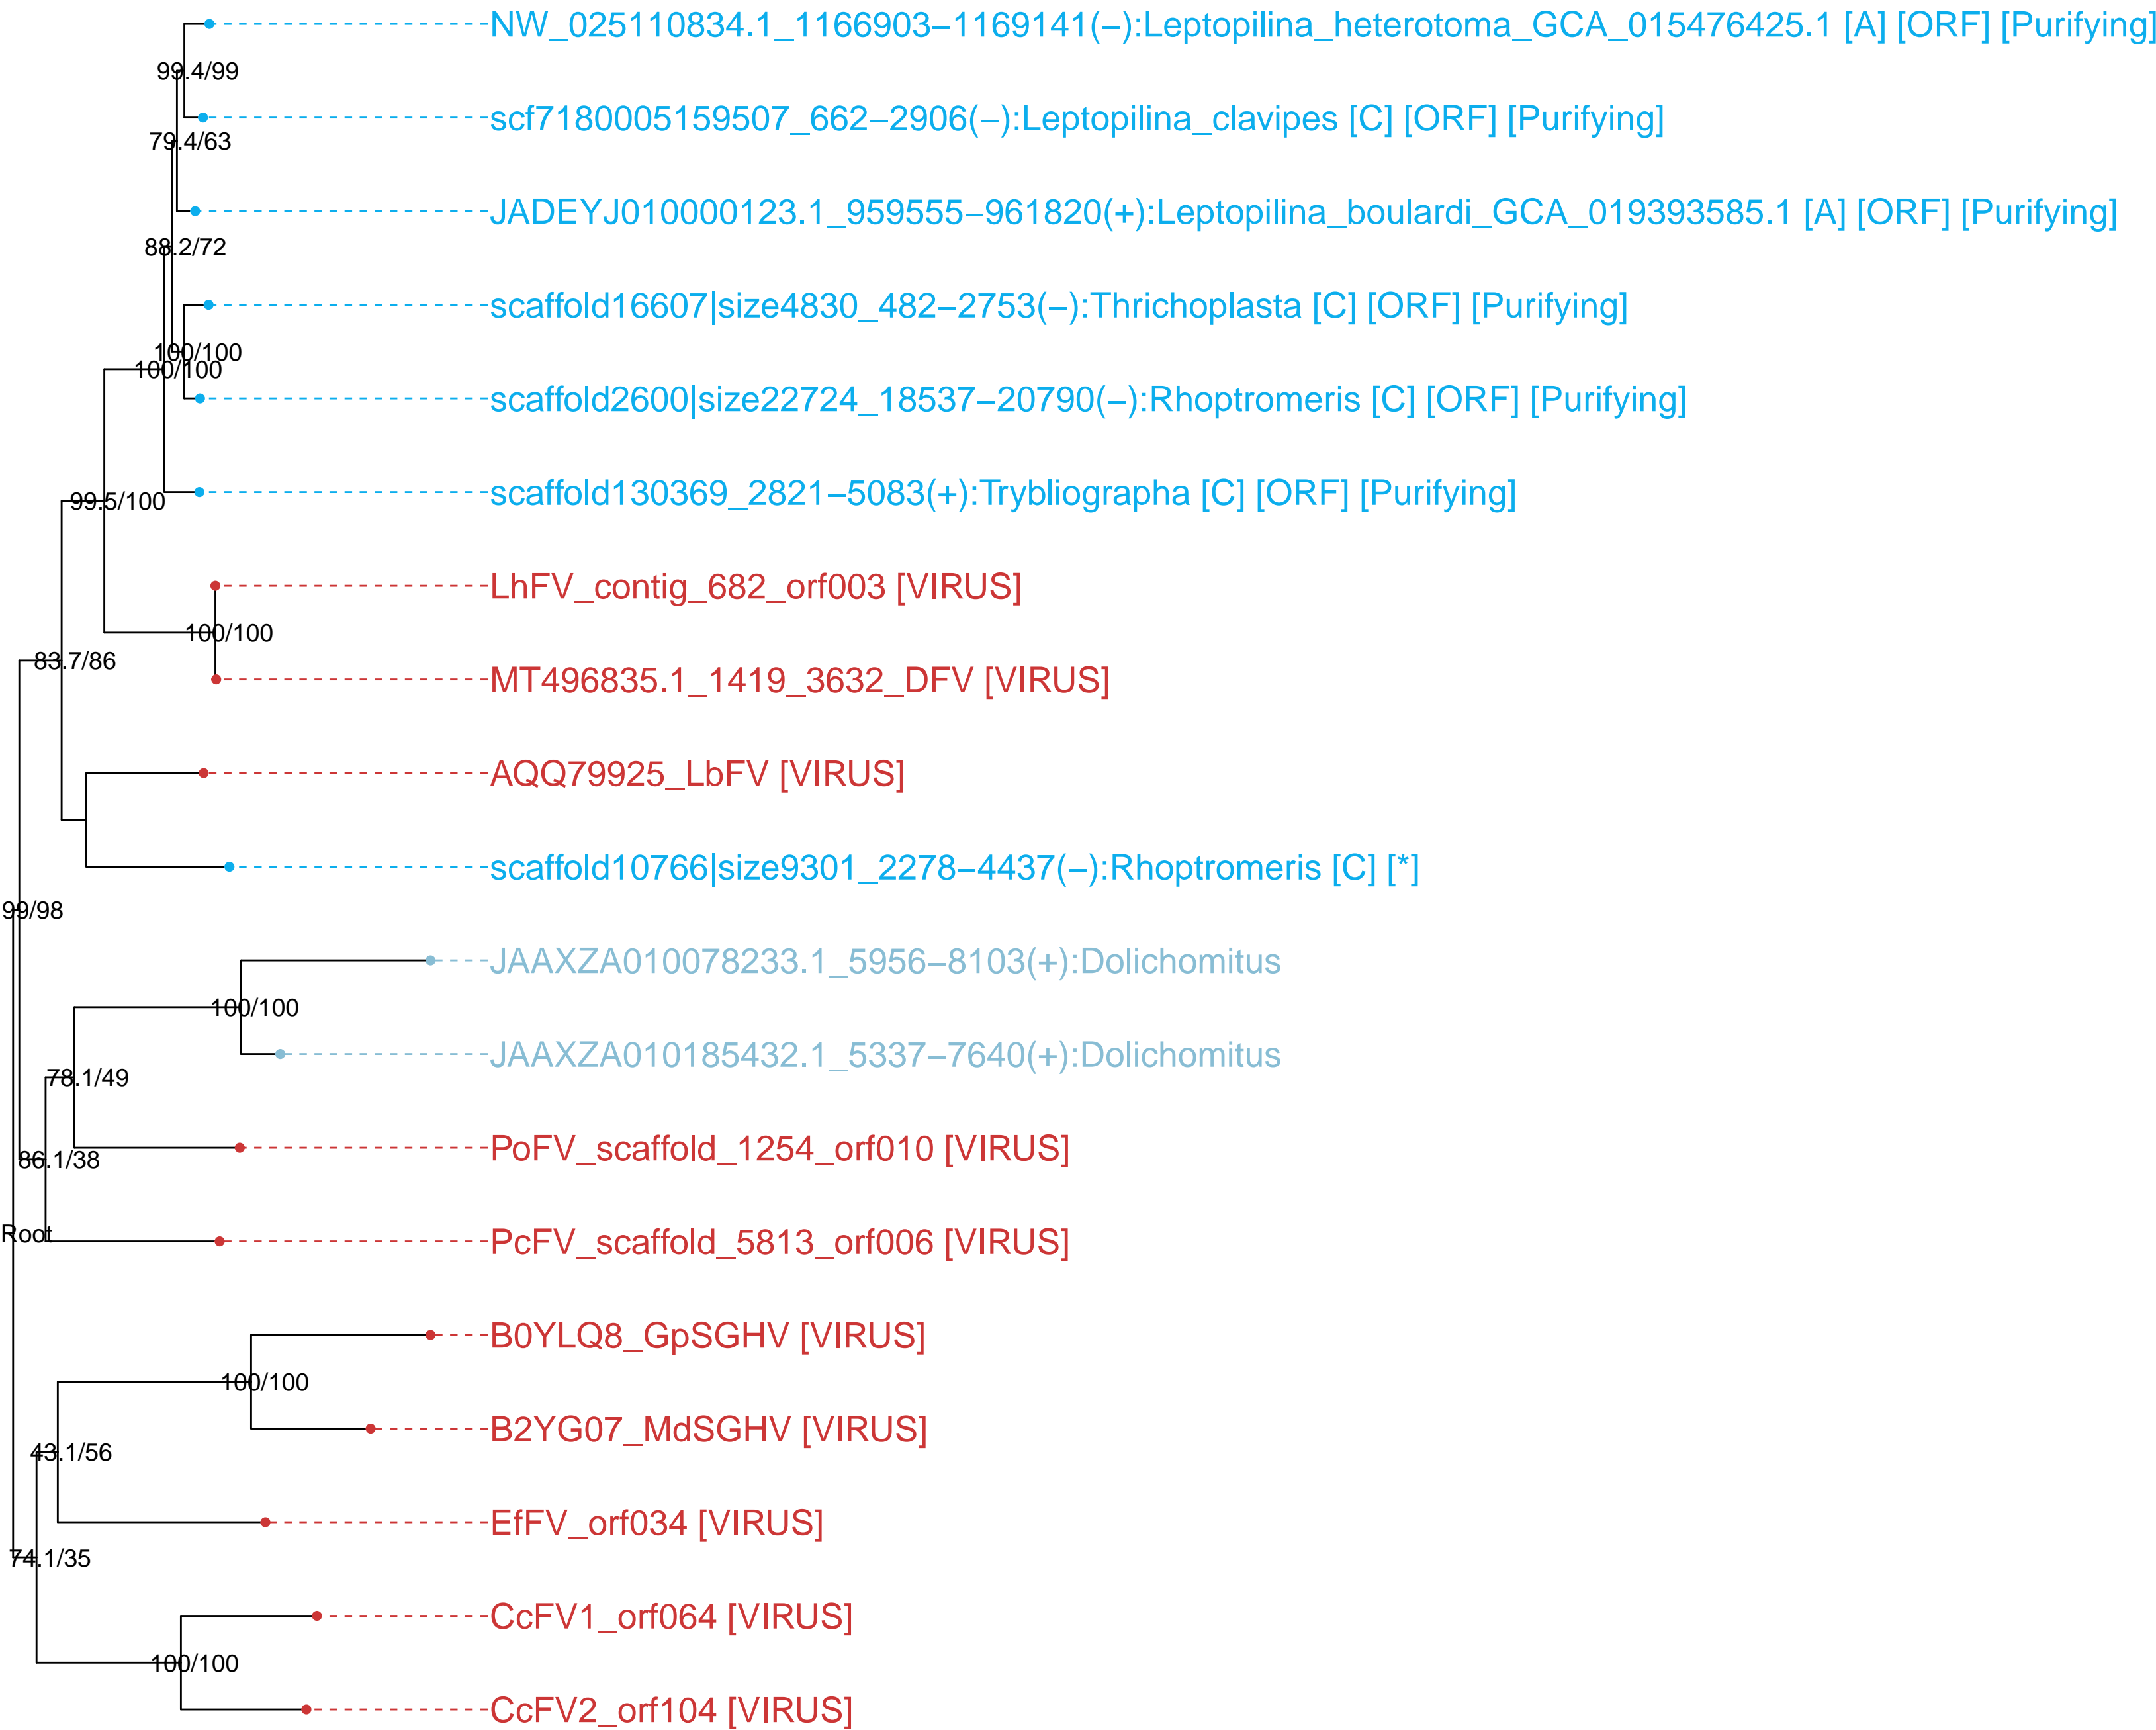 NW_025110834.1_1166903−1169141(−):Leptopilina_heterotoma_GCA_015476425.1 [A] [ORF] [Purifying]
99.4/99
scf7180005159507_662−2906(−):Leptopilina_clavipes [C] [ORF] [Purifying]
79.4/63
JADEYJ010000123.1_959555−961820(+):Leptopilina_boulardi_GCA_019393585.1 [A] [ORF] [Purifying]
88.2/72
scaffold16607|size4830_482−2753(−):Thrichoplasta [C] [ORF] [Purifying]
100/100
100/100
scaffold2600|size22724_18537−20790(−):Rhoptromeris [C] [ORF] [Purifying]
scaffold130369_2821−5083(+):Trybliographa [C] [ORF] [Purifying]
99.5/100
LhFV_contig_682_orf003 [VIRUS]
100/100
83.7/86
MT496835.1_1419_3632_DFV [VIRUS]
AQQ79925_LbFV [VIRUS]
scaffold10766|size9301_2278−4437(−):Rhoptromeris [C] [*]
99/98
JAAXZA010078233.1_5956−8103(+):Dolichomitus
100/100
JAAXZA010185432.1_5337−7640(+):Dolichomitus
78.1/49
PoFV_scaffold_1254_orf010 [VIRUS]
86.1/38
Root
PcFV_scaffold_5813_orf006 [VIRUS]
B0YLQ8_GpSGHV [VIRUS]
100/100
B2YG07_MdSGHV [VIRUS]
43.1/56
EfFV_orf034 [VIRUS]
74.1/35
CcFV1_orf064 [VIRUS]
100/100
CcFV2_orf104 [VIRUS]